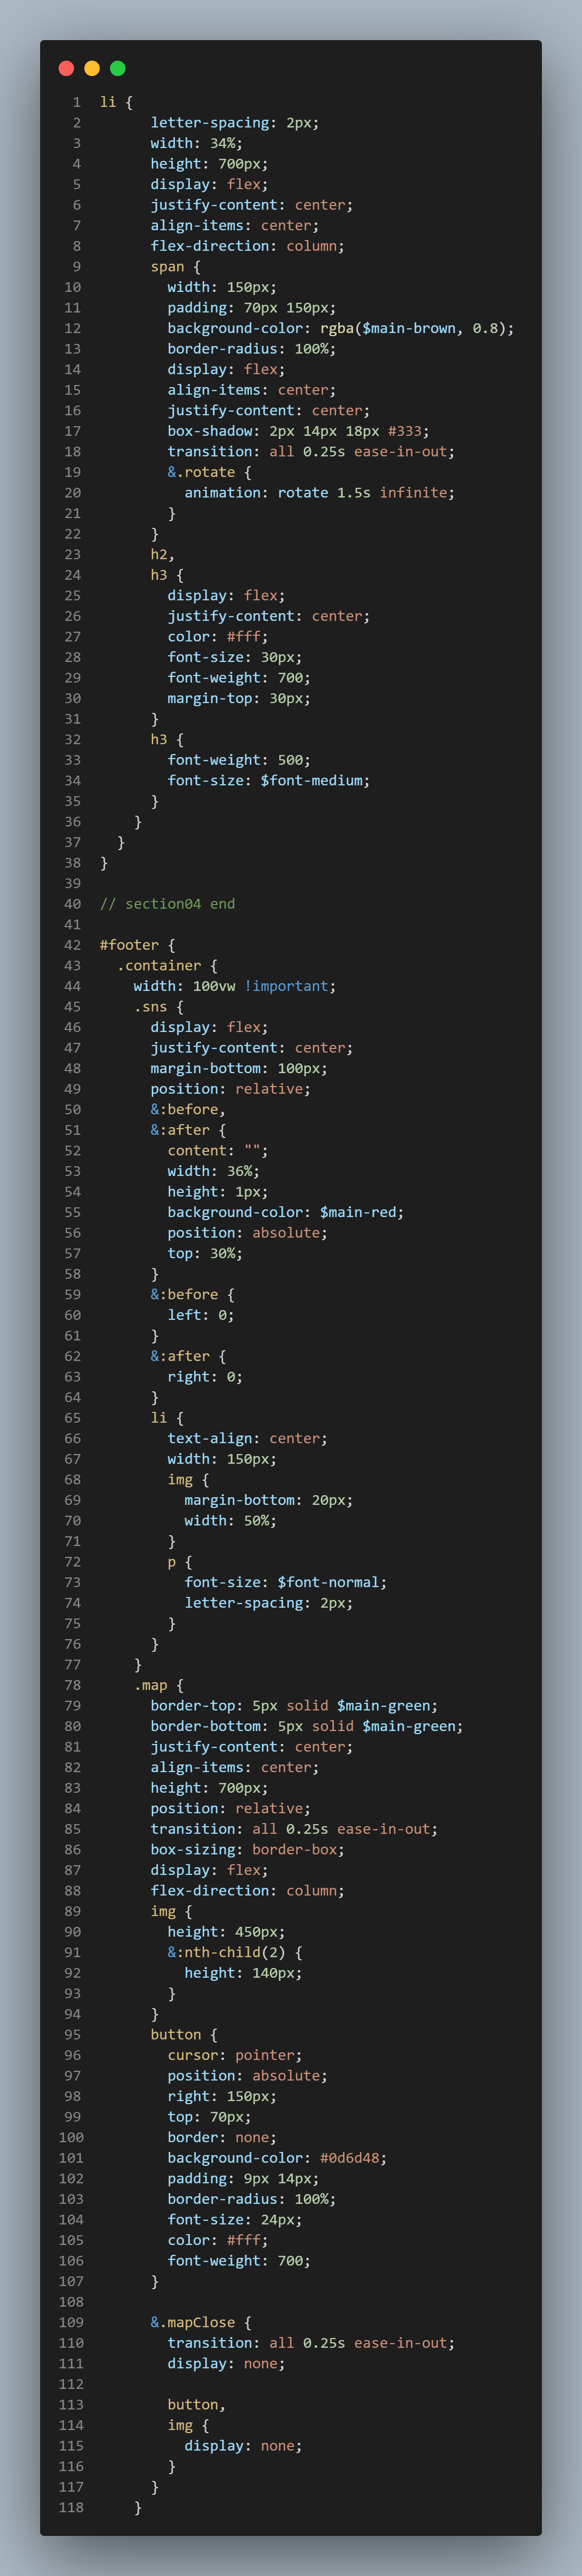 1 li {
2       letter-spacing: 2px;
3       width: 34%;
4       height: 700px;
5       display: flex;
6       justify-content: center;
7       align-items: center;
8       flex-direction: column;
9       span {
10         width: 150px;
11         padding: 70px 150px;
12         background-color: rgba($main-brown, 0.8);
13         border-radius: 100%;
14         display: flex;
15         align-items: center;
16         justify-content: center;
17         box-shadow: 2px 14px 18px #333;
18         transition: all 0.25s ease-in-out;
19         &.rotate {
20           animation: rotate 1.5s infinite;
21         }
22       }
23       h2,
24       h3 {
25         display: flex;
26         justify-content: center;
27         color: #fff;
28         font-size: 30px;
29         font-weight: 700;
30         margin-top: 30px;
31       }
32       h3 {
33         font-weight: 500;
34         font-size: $font-medium;
35       }
36     }
37   }
38 }
39
40 // section04 end
41
42 #footer {
43   .container {
44     width: 100vw !important;
45     .sns {
46       display: flex;
47       justify-content: center;
48       margin-bottom: 100px;
49       position: relative;
50       &:before,
51       &:after {
52         content: "";
53         width: 36%;
54         height: 1px;
55         background-color: $main-red;
56         position: absolute;
57         top: 30%;
58       }
59       &:before {
60         left: 0;
61       }
62       &:after {
63         right: 0;
64       }
65       li {
66         text-align: center;
67         width: 150px;
68         img {
69           margin-bottom: 20px;
70           width: 50%;
71         }
72         p {
73           font-size: $font-normal;
74           letter-spacing: 2px;
75         }
76       }
77     }
78     .map {
79       border-top: 5px solid $main-green;
80       border-bottom: 5px solid $main-green;
81       justify-content: center;
82       align-items: center;
83       height: 700px;
84       position: relative;
85       transition: all 0.25s ease-in-out;
86       box-sizing: border-box;
87       display: flex;
88       flex-direction: column;
89       img {
90         height: 450px;
91         &:nth-child(2) {
92           height: 140px;
93         }
94       }
95       button {
96         cursor: pointer;
97         position: absolute;
98         right: 150px;
99         top: 70px;
100         border: none;
101         background-color: #0d6d48;
102         padding: 9px 14px;
103         border-radius: 100%;
104         font-size: 24px;
105         color: #fff;
106         font-weight: 700;
107       }
108
109       &.mapClose {
110         transition: all 0.25s ease-in-out;
111         display: none;
112
113         button,
114         img {
115           display: none;
116         }
117       }
118     }